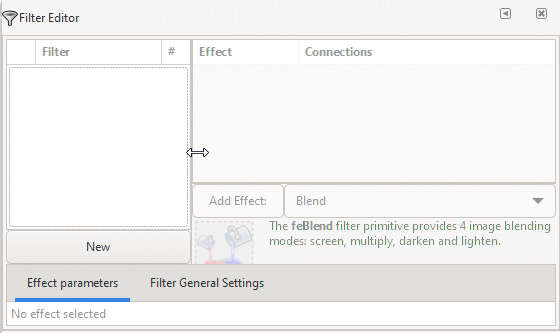 Filter Editor
Filter #
Effect Connections
Add Effect: Blend
The feBlend filter primitive provides 4 image blending
modes: screen, multiply, darken and lighten.
New
Effect parameters Filter General Settings
No effect selected